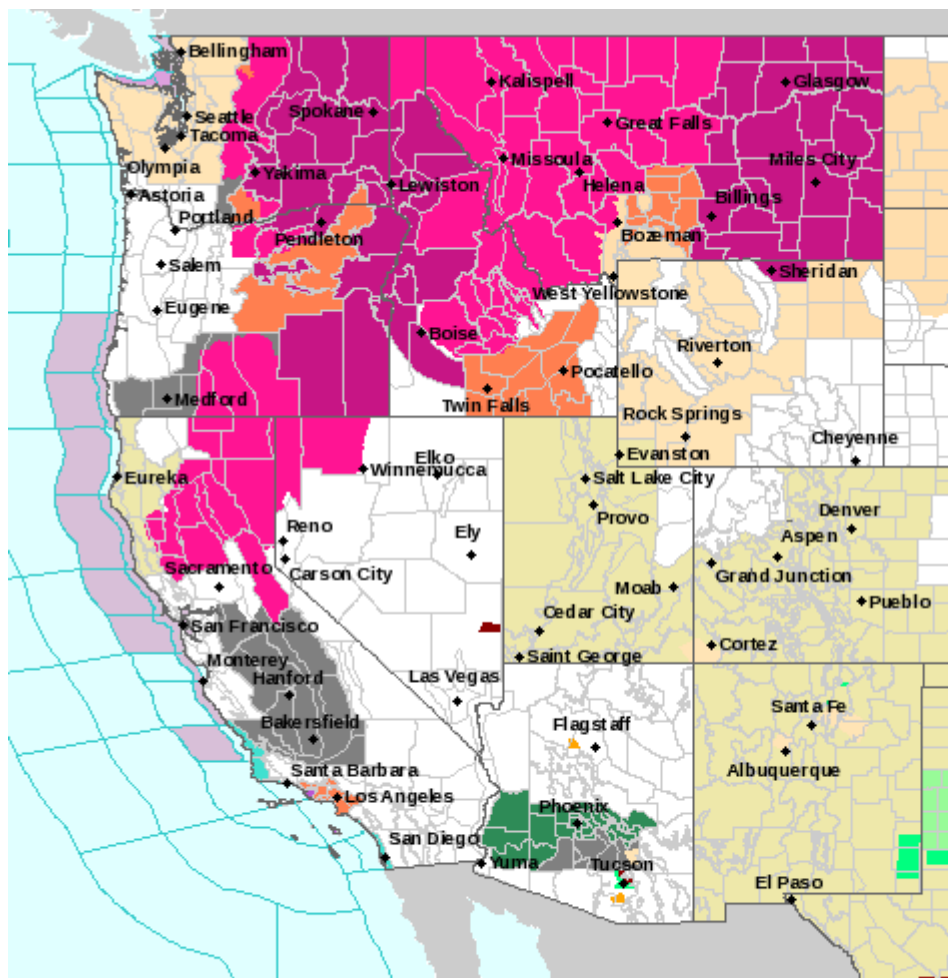 Bellingham
Kalispell
Glasgow
Spokane
Seattle
Great Falls
Tacoma
Missoula
Miles City
Olympia
Yakima
Helena
Lewiston
Astoria
Billings
Portland
Pendleton
Bozeman
Salem
Sheridan
West Yellowstone
Eugene
Boise
Riverton
Pocatello
Medford
Twin Falls
Rock Springs
Cheyenne
Elko
Evanston
Eureka
Winnemucca
Salt Lake City
Provo
Denver
Reno
Ely
Aspen
Sacramento
Carson City
Grand Junction
Moab
Pueblo
Cedar City
San Francisco
Cortez
Saint George
Monterey
Hanford
Las Vegas
Santa Fe
Bakersfield
Flagstaff
Albuquerque
Santa Barbara
Los Angeles
Phoenix
San Diego
Yuma
Tucson
El Paso